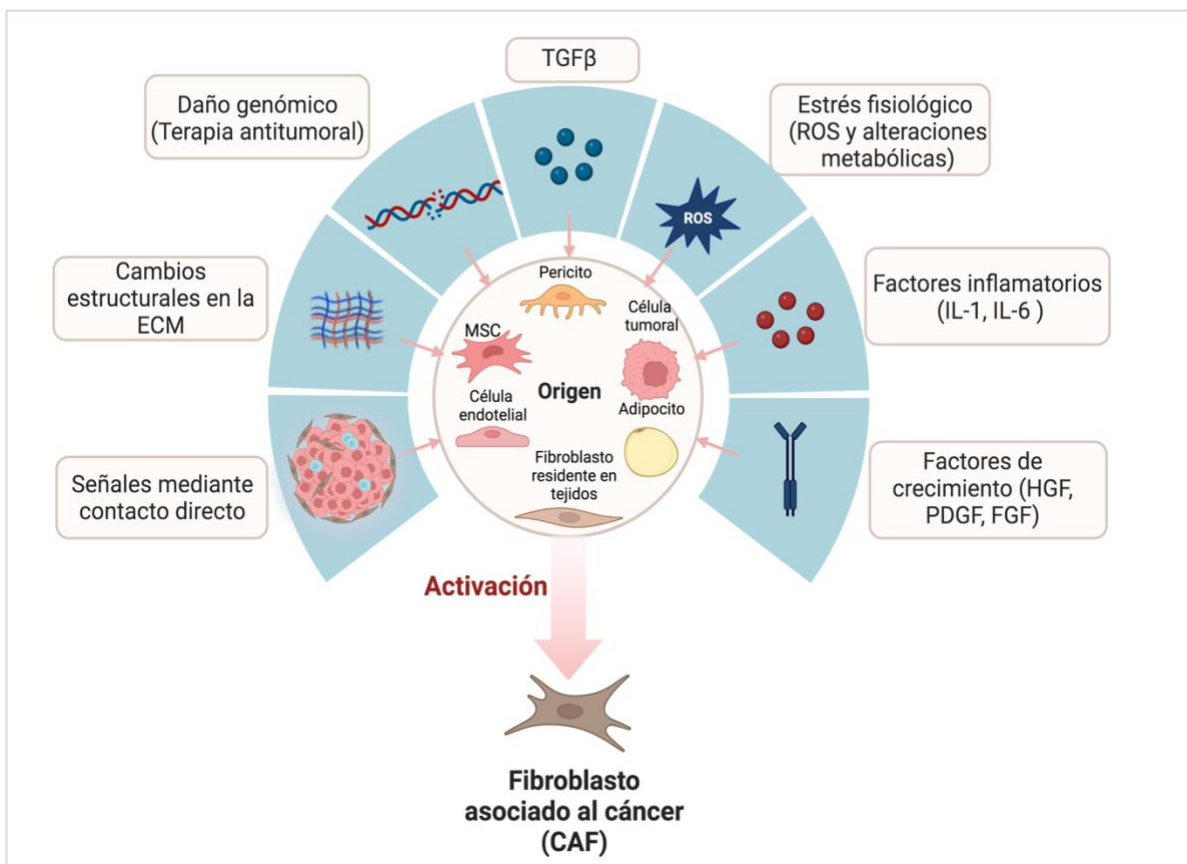 TGFβ
Daño genómico
(Terapia antitumoral)
Estrés fisiológico
(ROS y alteraciones
metabólicas)
ROS
Cambios
estructurales en la
ECM
Factores inflamatorios
(IL-1, IL-6 )
Señales mediante
contacto directo
Factores de
crecimiento (HGF,
PDGF, FGF)
Pericito
Célula
tumoral
MSC
Origen
Célula
endotelial
Adipocito
Fibroblasto
residente en
tejidos
Activación
Fibroblasto
asociado al cáncer
(CAF)